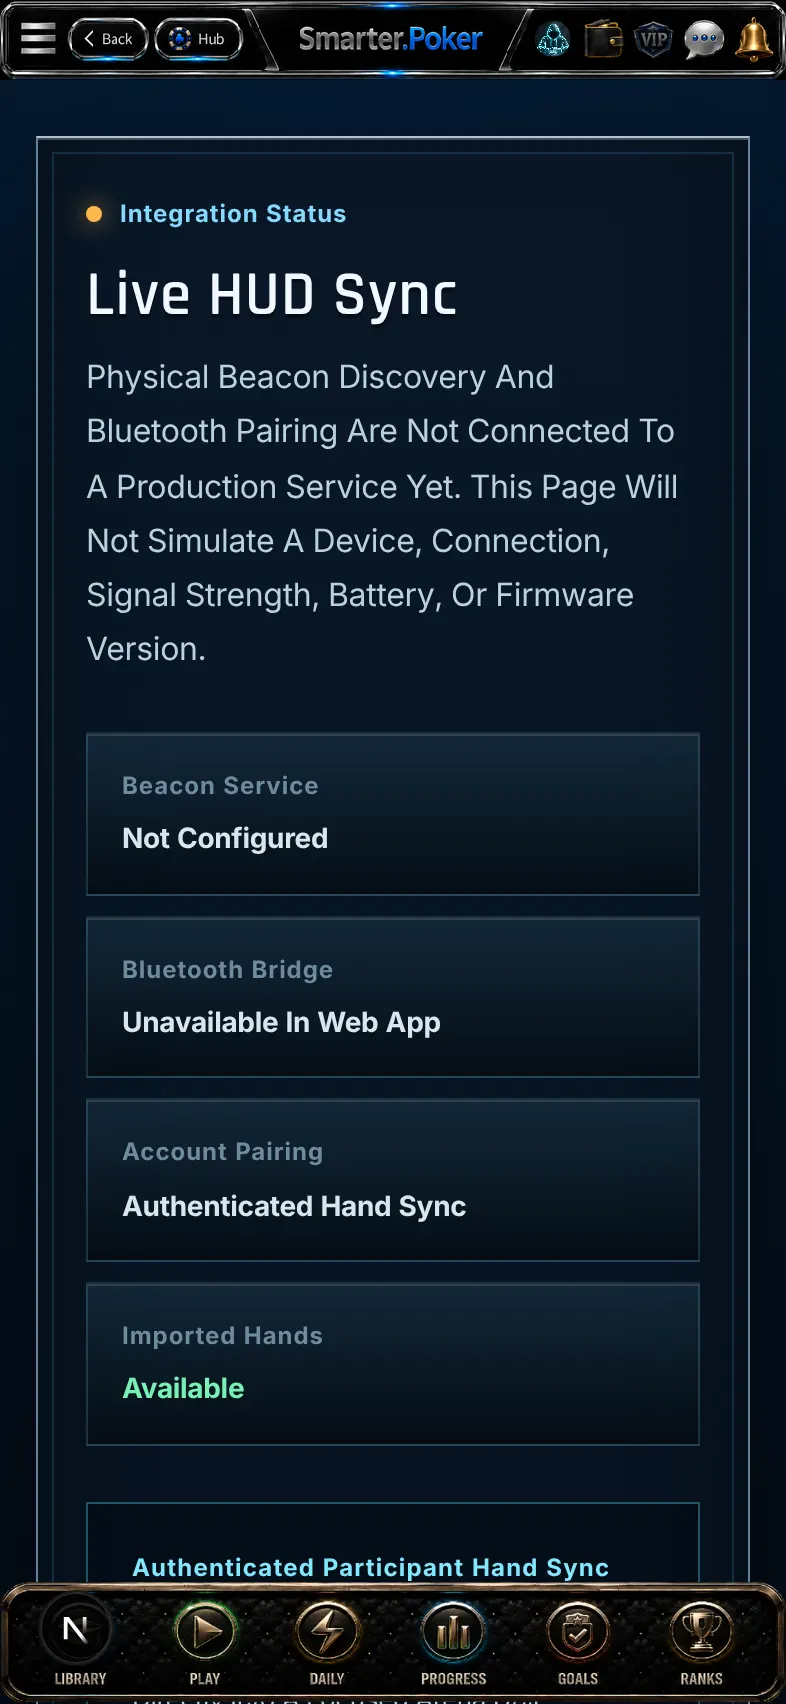 Back
Hub
Smarter.Poker
VIP
Integration Status
Live HUD Sync
Physical Beacon Discovery And
Bluetooth Pairing Are Not Connected To
A Production Service Yet. This Page Will
Not Simulate A Device, Connection,
Signal Strength, Battery, Or Firmware
Version.
Beacon Service
Not Configured
Bluetooth Bridge
Unavailable In Web App
Account Pairing
Authenticated Hand Sync
Imported Hands
Available
Authenticated Participant Hand Sync
N
LIBRARY
PLAY
DAILY
PROGRESS
GOALS
RANKS